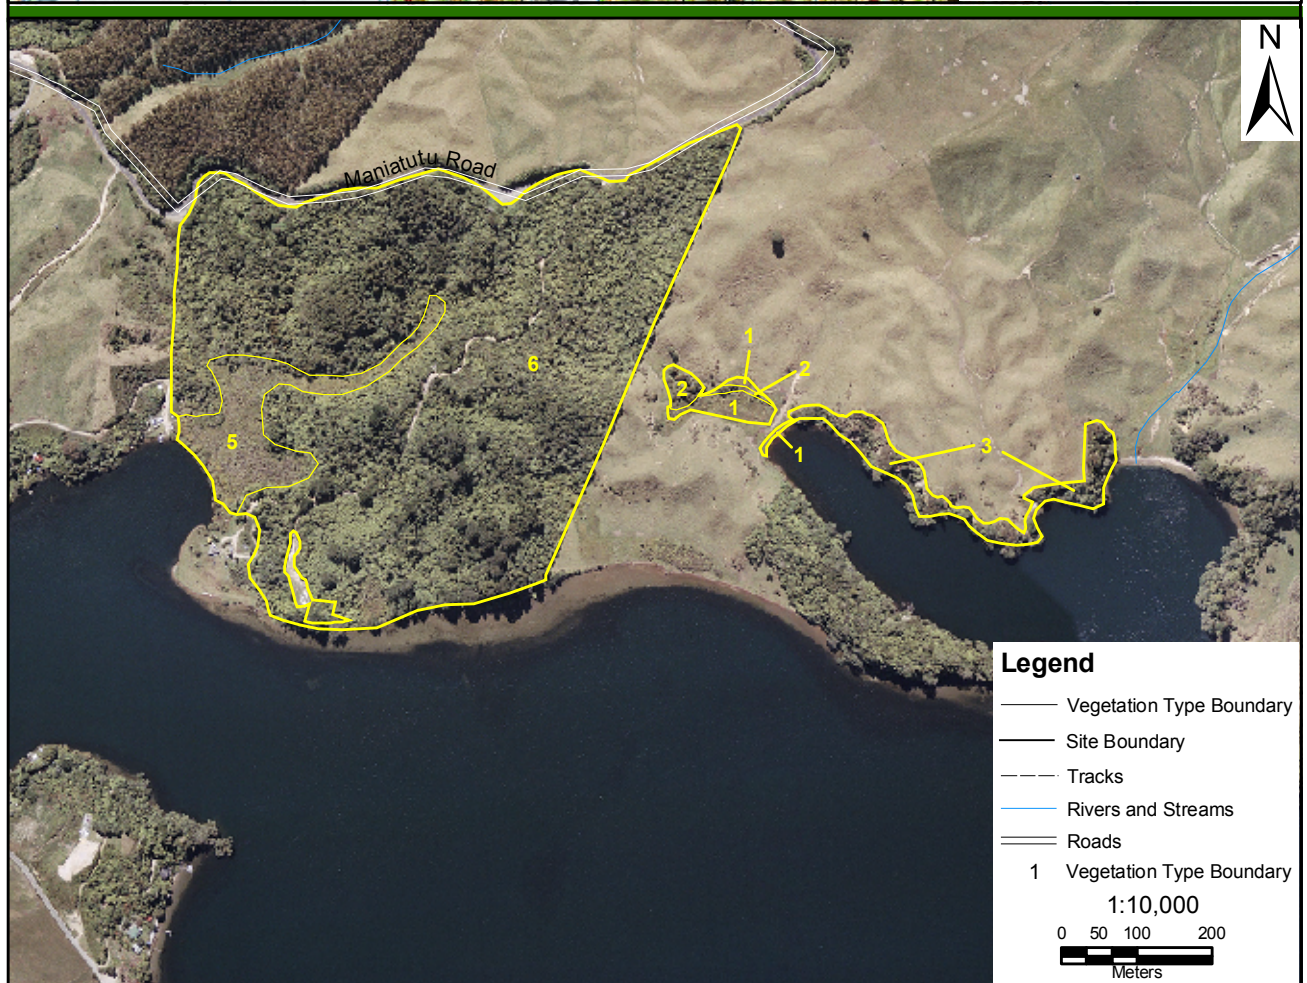 N
Maniatutu Road
1
6
2
2
1
5
1
3
Legend
Vegetation Type Boundary
Site Boundary
Tracks
Rivers and Streams
Roads
1 Vegetation Type Boundary
1:10,000
0 50 100 200
Meters